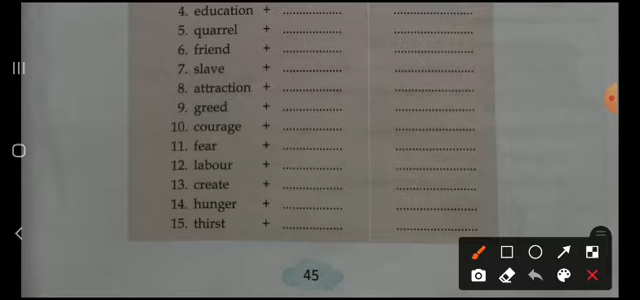 4. education + .................. ........................
5. quarrel + .................. ........................
6. friend + .................. ........................
7. slave + .................. ........................
8. attraction + .................. ........................
9. greed + .................. ........................
10. courage + .................. ........................
11. fear + .................. ........................
12. labour + .................. ........................
13. create + .................. ........................
14. hunger + .................. ........................
15. thirst + .................. ........................
45